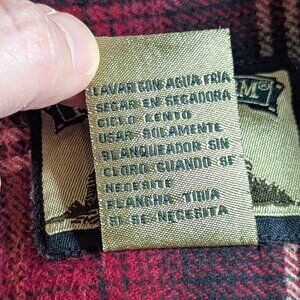 LAVAR CON AGUA FRIA
SECAR EN SECADORA
CICLO LENTO
USAR SOLAMENTE
BLANQUEADOR SIN
CLORO CUANDO SE
NECESITE
PLANCHA TIBIA
SI SE NECESITA